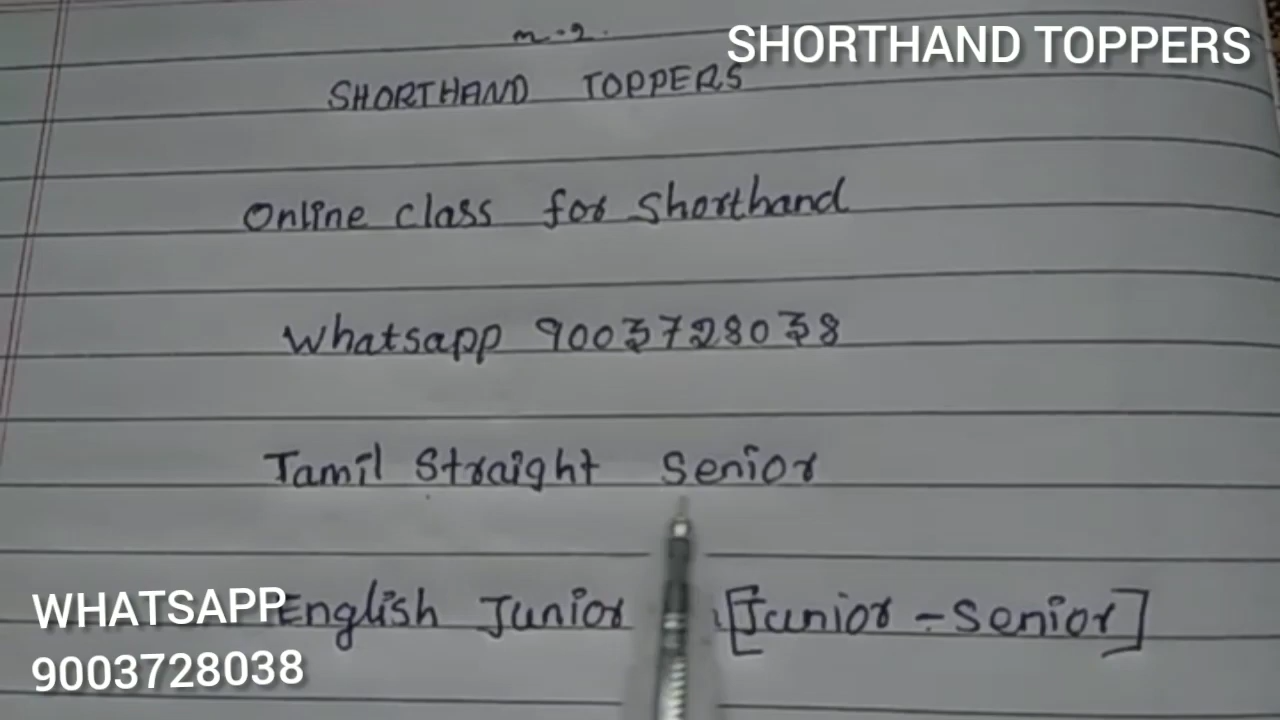 m-2.
SHORTHAND TOPPERS
SHORTHAND TOPPERS
Online class for Shorthand
Whatsapp 9003728038
Tamil Straight Senior
English Junior [Junior - Senior]
WHATSAPP
9003728038